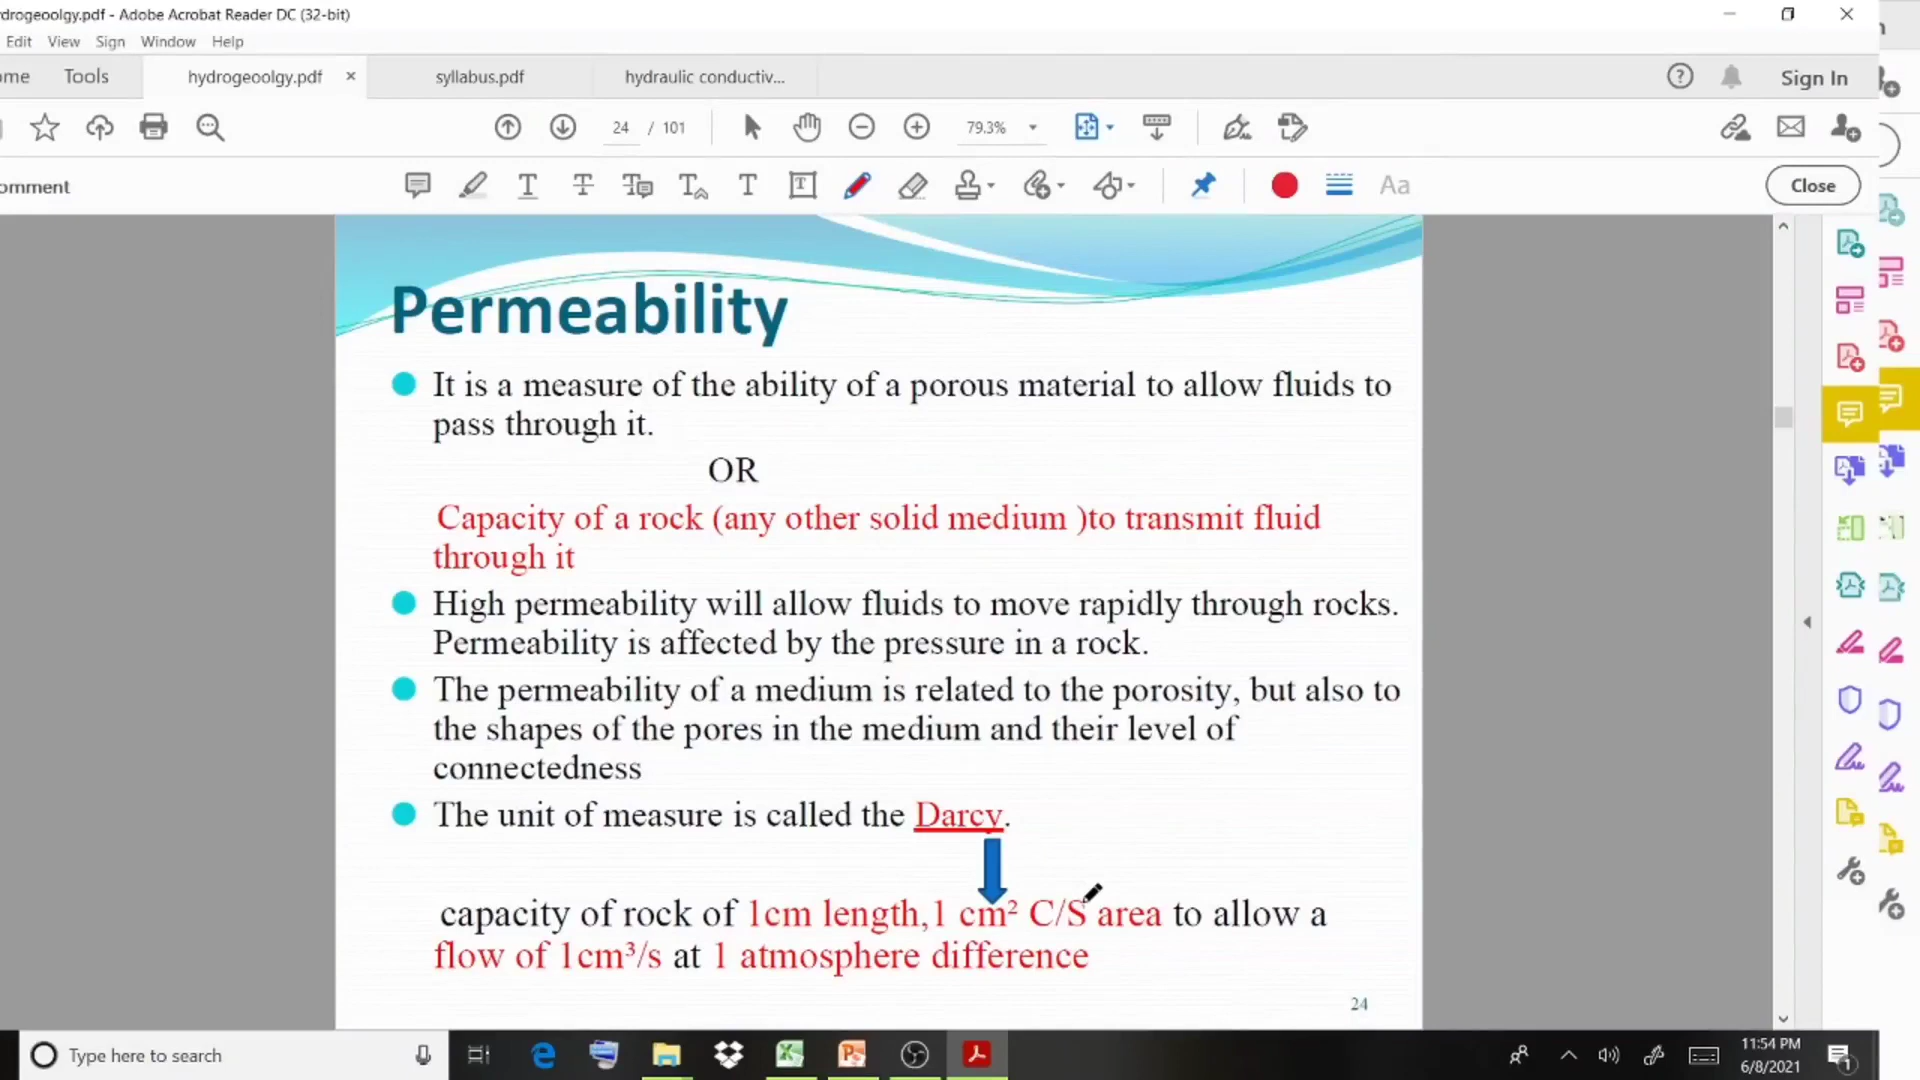 drogeoolgy.pdf - Adobe Acrobat Reader DC (32-bit)
Edit View Sign Window Help
ome Tools hydrogeoolgy.pdf × syllabus.pdf hydraulic conductiv... Sign In
24 / 101 79.3%
omment Aa Close
Permeability
It is a measure of the ability of a porous material to allow fluids to
pass through it.
OR
Capacity of a rock (any other solid medium )to transmit fluid
through it
High permeability will allow fluids to move rapidly through rocks.
Permeability is affected by the pressure in a rock.
The permeability of a medium is related to the porosity, but also to
the shapes of the pores in the medium and their level of
connectedness
The unit of measure is called the Darcy.
capacity of rock of 1cm length,1 cm² C/S area to allow a
flow of 1cm³/s at 1 atmosphere difference
24
Type here to search
11:54 PM
6/8/2021
1